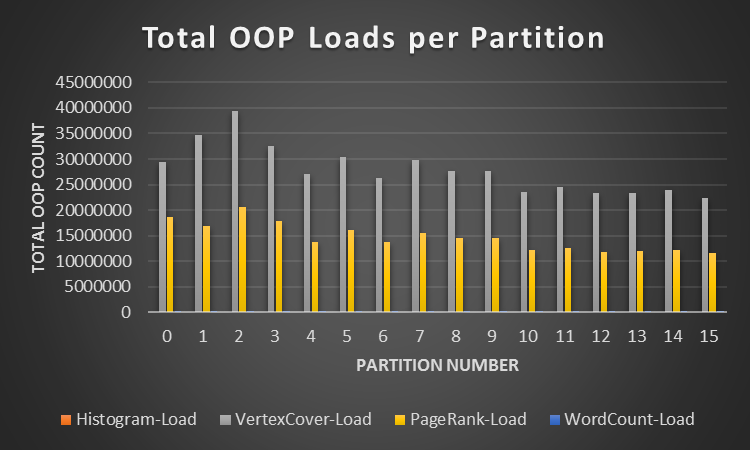 Total OOP Loads per Partition
TOTAL OOP COUNT
45000000
40000000
35000000
30000000
25000000
20000000
15000000
10000000
5000000
0
0 1 2 3 4 5 6 7 8 9 10 11 12 13 14 15
PARTITION NUMBER
Histogram-Load VertexCover-Load PageRank-Load WordCount-Load